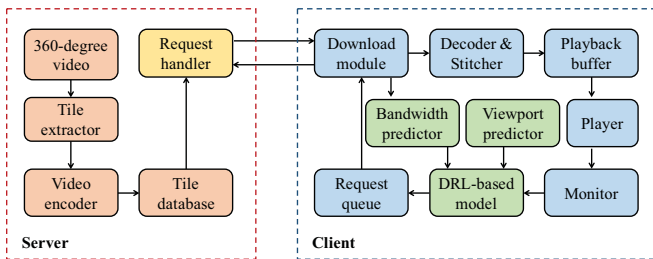 360-degree
video
Request
handler
Download
module
Decoder &
Stitcher
Playback
buffer
Tile
extractor
Bandwidth
predictor
Viewport
predictor
Player
Video
encoder
Tile
database
Request
queue
DRL-based
model
Monitor
Server
Client